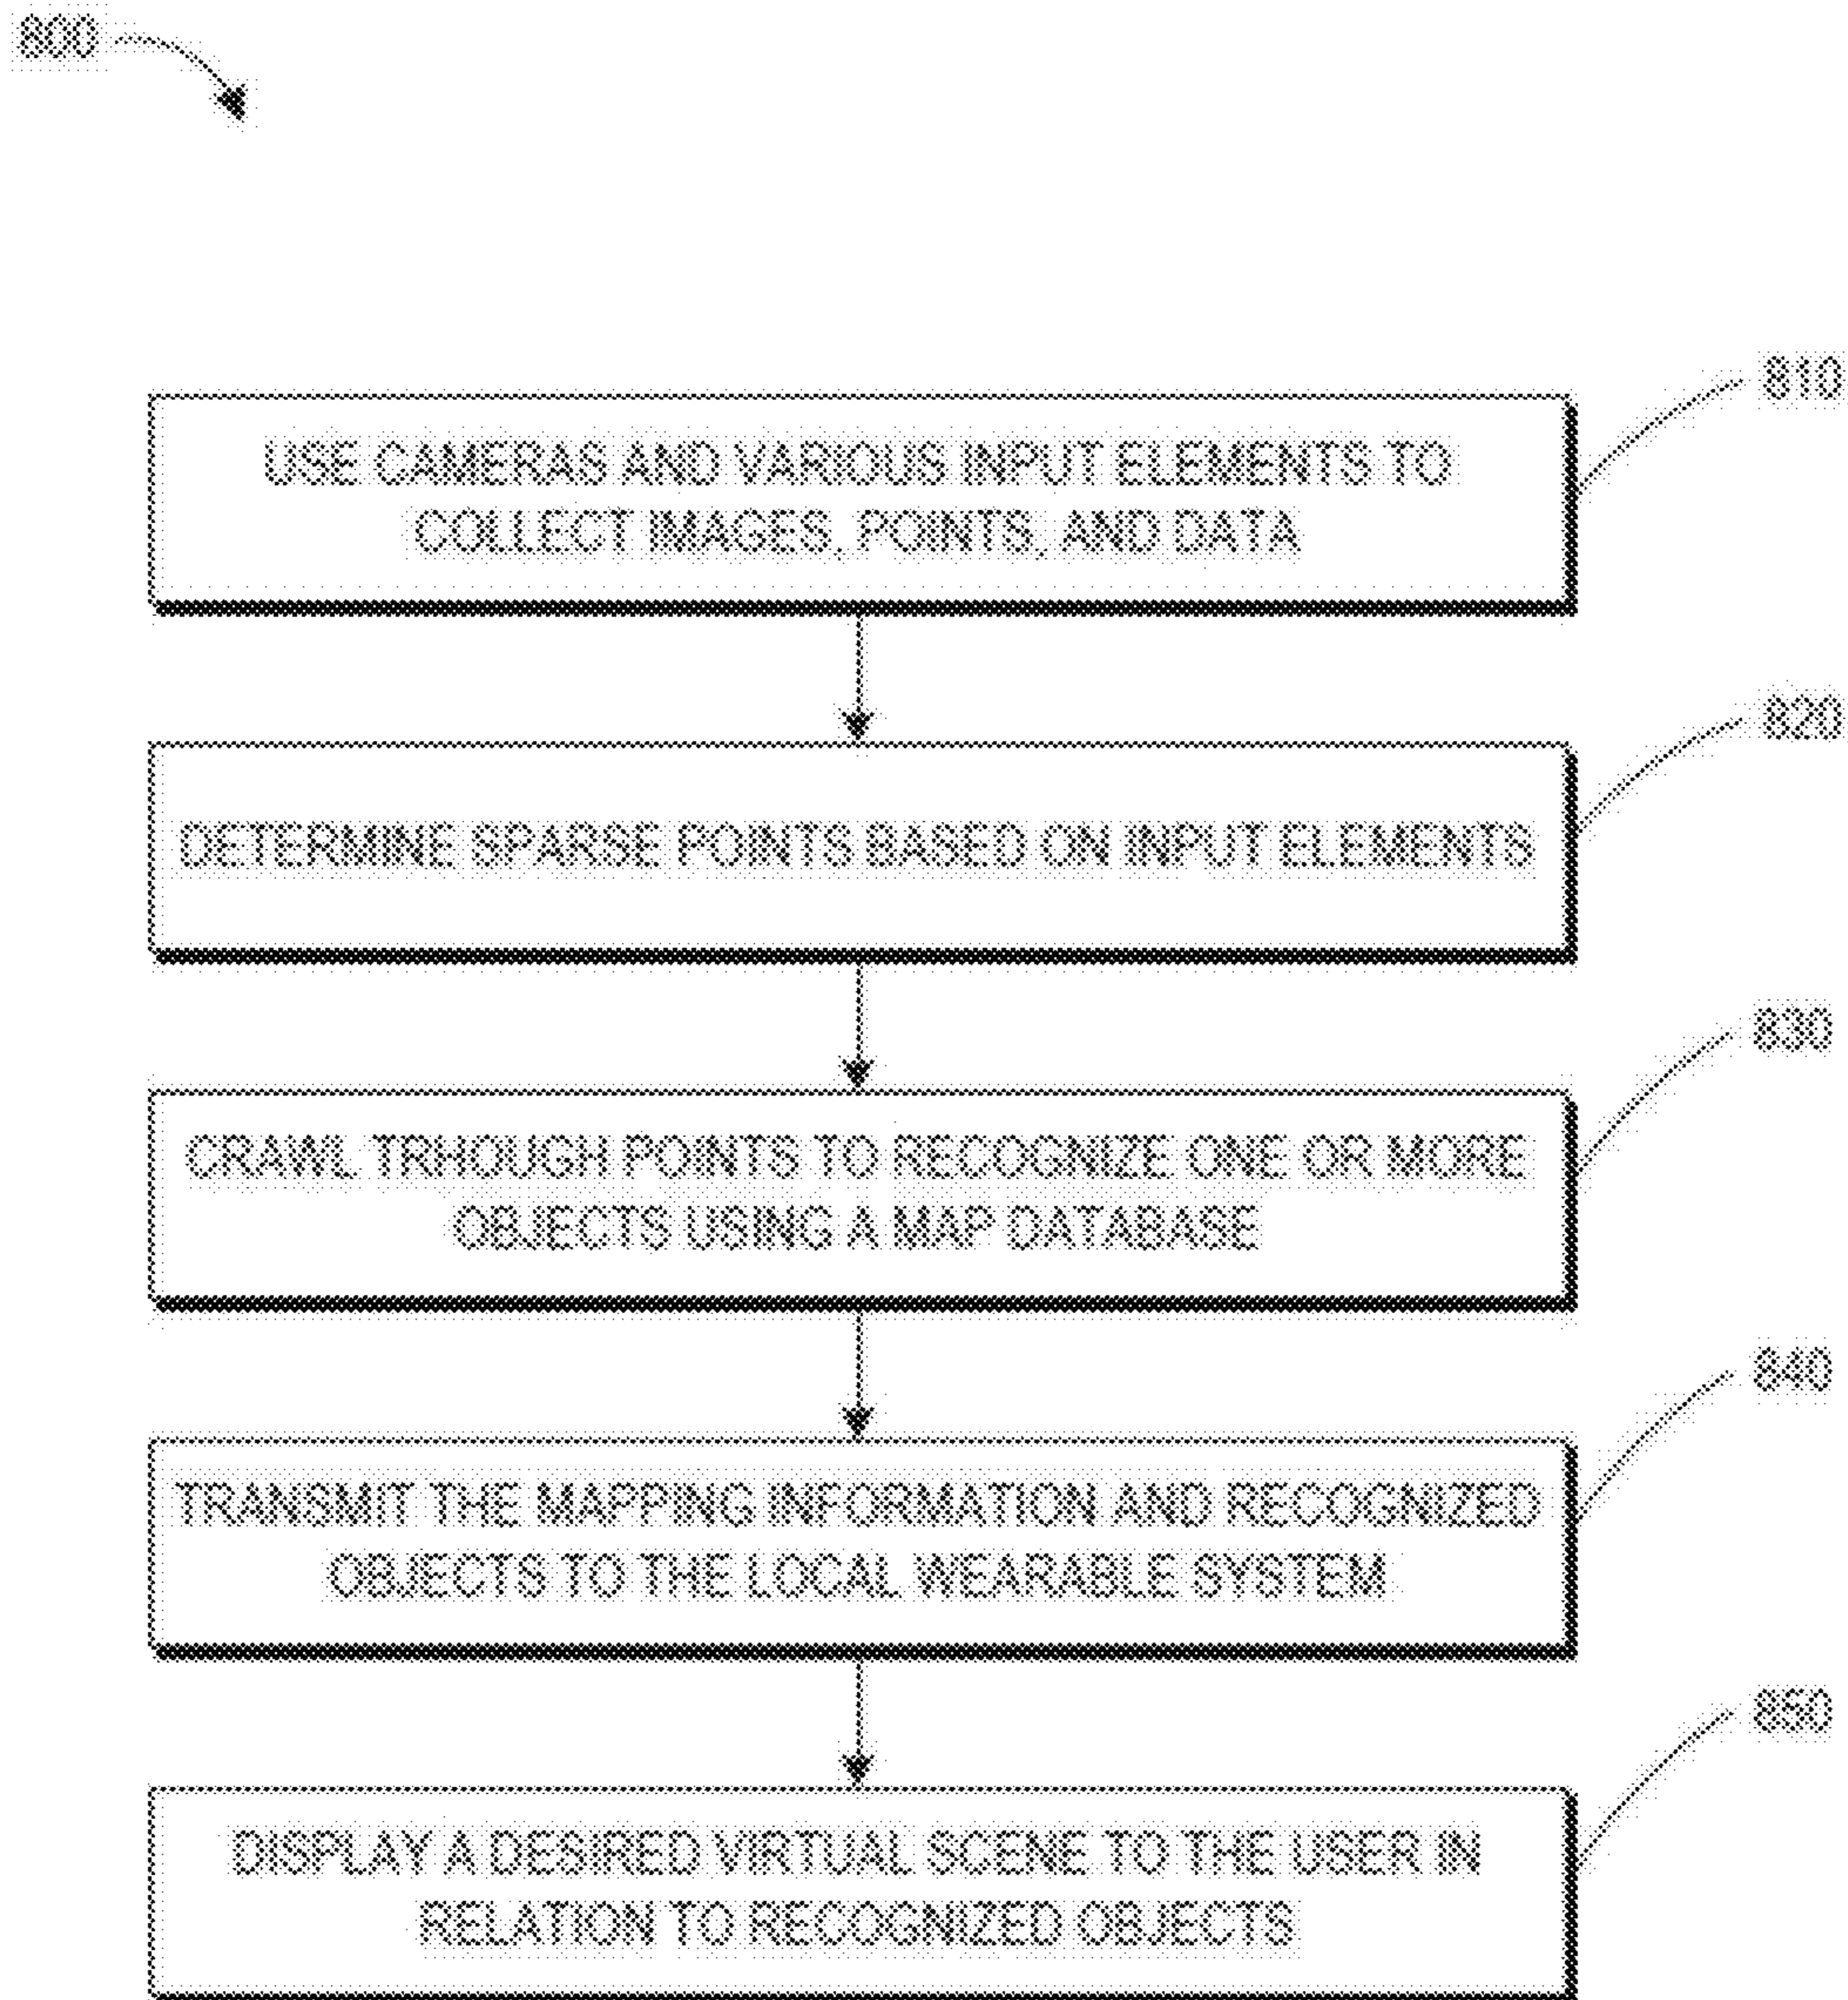 800
810
USE CAMERAS AND VARIOUS INPUT ELEMENTS TO
COLLECT IMAGES, POINTS, AND DATA
820
DETERMINE SPARSE POINTS BASED ON INPUT ELEMENTS
830
CRAWL TRHOUGH POINTS TO RECOGNIZE ONE OR MORE
OBJECTS USING A MAP DATABASE
840
TRANSMIT THE MAPPING INFORMATION AND RECOGNIZED
OBJECTS TO THE LOCAL WEARABLE SYSTEM
850
DISPLAY A DESIRED VIRTUAL SCENE TO THE USER IN
RELATION TO RECOGNIZED OBJECTS